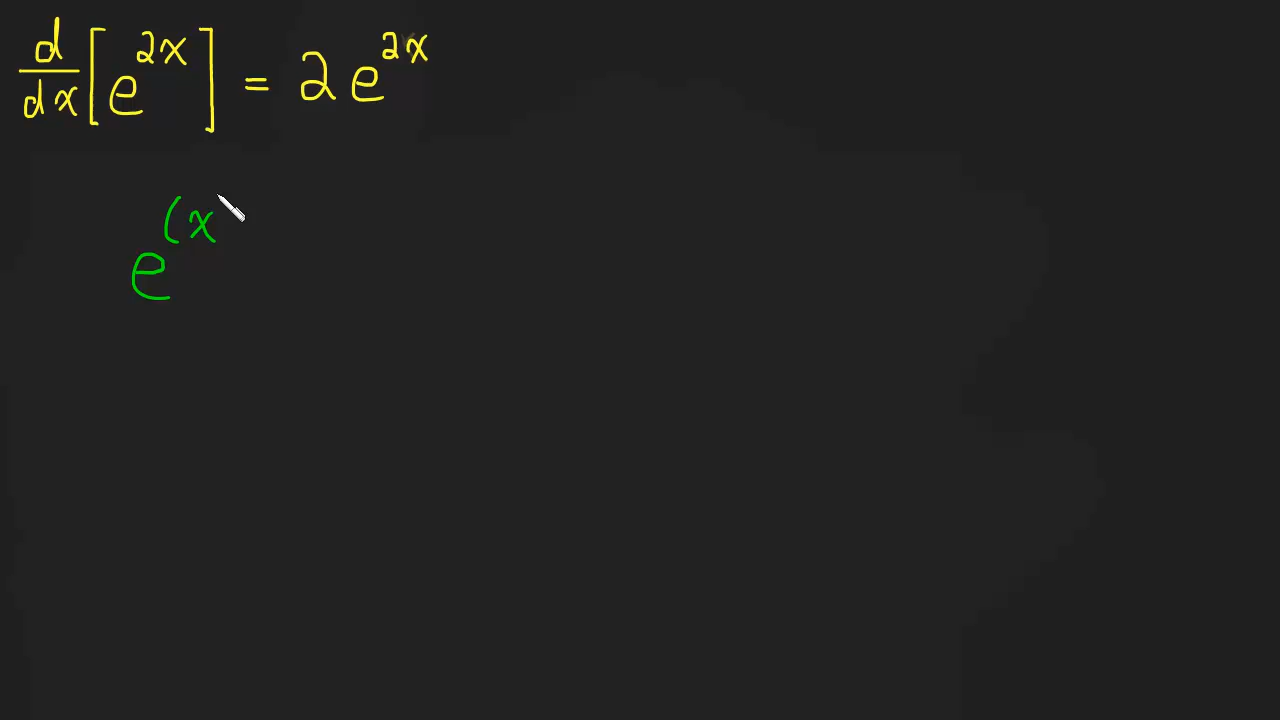 d/dx [e^{2x}] = 2e^{2x}
e^{(x